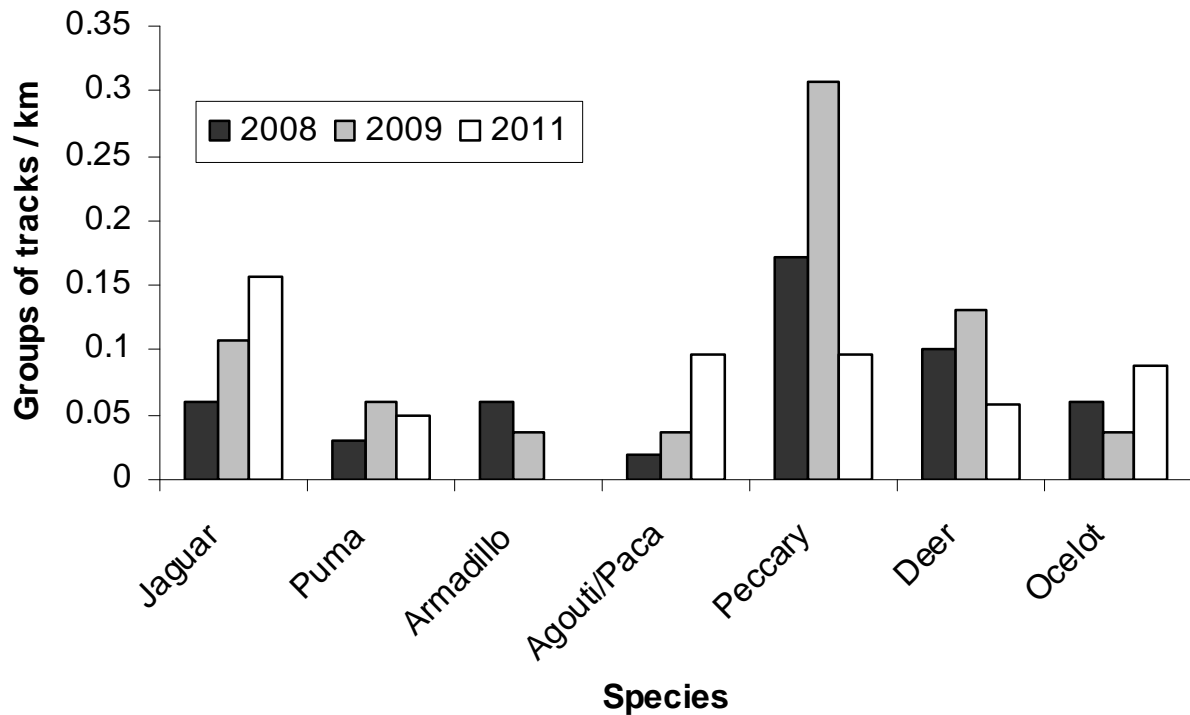 0.35
0.3
0.25
0.2
0.15
0.1
0.05
0
Groups of tracks / km
2008 2009 2011
Jaguar
Puma
Armadillo
Agouti/Paca
Peccary
Deer
Ocelot
Species